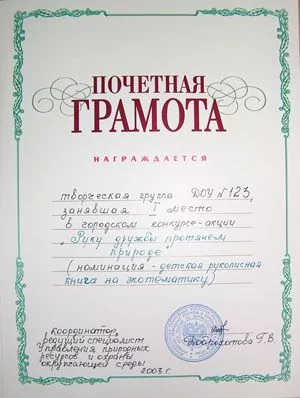 ПОЧЕТНАЯ
ГРАМОТА
НАГРАЖДАЕТСЯ
творческая группа ДОУ №123,
занявшая I место
в городском конкурсе-акции
„Руку дружбы протянем
природе"
(номинация - детская рукописная
книга на экотематику)
координатор,
ведущий специалист
Управления природных
ресурсов и охраны
окружающей среды
Доброхотова Г.В.
2003 г.